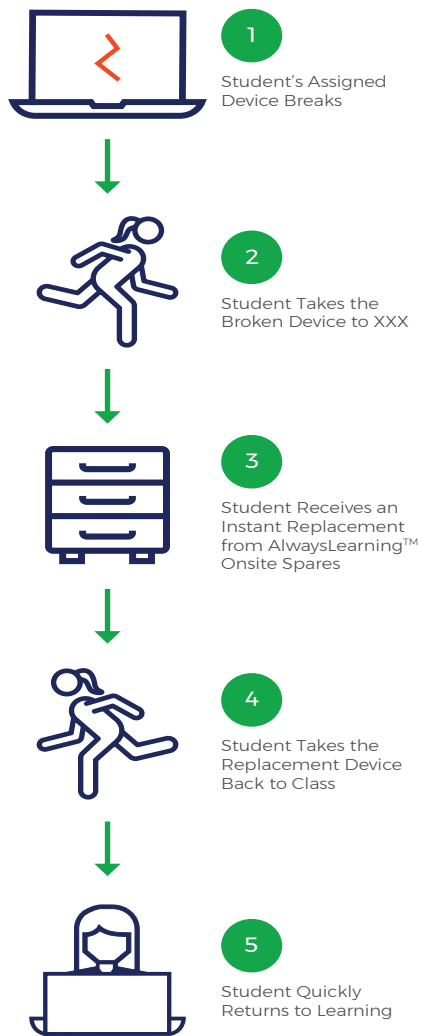 1
Student’s Assigned
Device Breaks
2
Student Takes the
Broken Device to XXX
3
Student Receives an
Instant Replacement
from AlwaysLearning™
Onsite Spares
4
Student Takes the
Replacement Device
Back to Class
5
Student Quickly
Returns to Learning